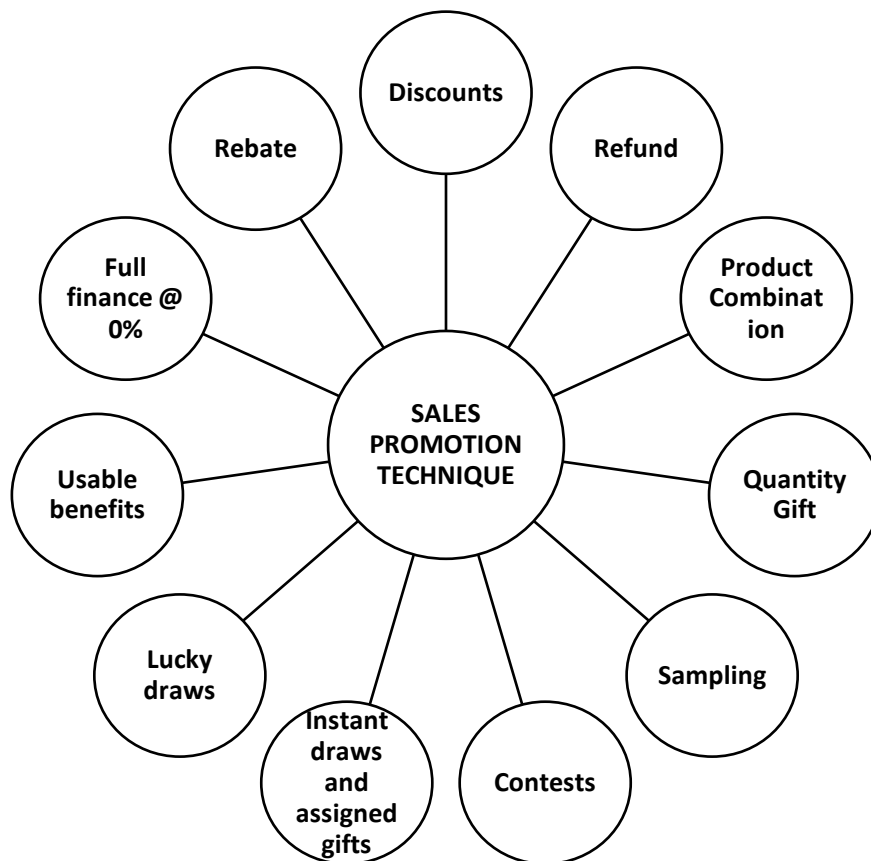 Discounts
Rebate
Refund
Full
finance @
0%
Product
Combinat
ion
SALES
PROMOTION
TECHNIQUE
Usable
benefits
Quantity
Gift
Lucky
draws
Sampling
Instant
draws
and
assigned
gifts
Contests